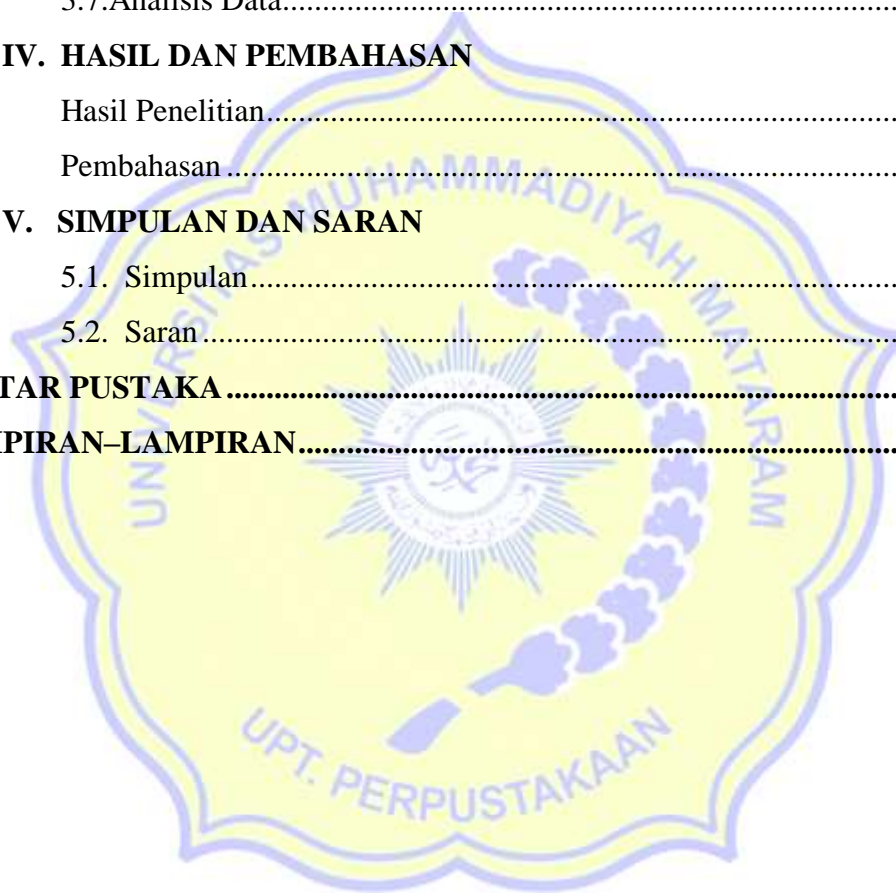 3.7.Analisis Data....................................................................................
IV. HASIL DAN PEMBAHASAN
Hasil Penelitian....................................................................................
Pembahasan....................................................................................
V. SIMPULAN DAN SARAN
5.1. Simpulan....................................................................................
5.2. Saran....................................................................................
TAR PUSTAKA....................................................................................
PIRAN–LAMPIRAN....................................................................................
UNIVERSITAS MUHAMMADIYAH MATARAM
UPT. PERPUSTAKAAN